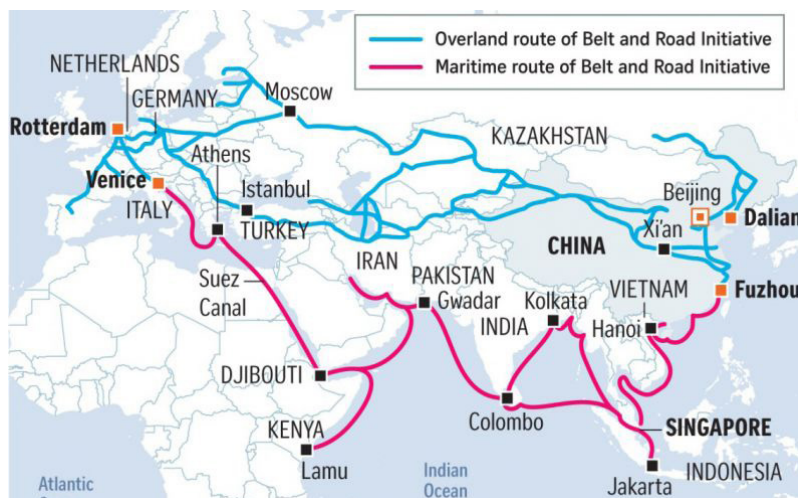 Overland route of Belt and Road Initiative
Maritime route of Belt and Road Initiative
NETHERLANDS
GERMANY
Moscow
Rotterdam
KAZAKHSTAN
Athens
Venice
Istanbul
Beijing
ITALY
TURKEY
Xi'an
Dalian
CHINA
IRAN
Suez
Canal
PAKISTAN
Gwadar
Kolkata
VIETNAM
Fuzhou
INDIA
Hanoi
DJIBOUTI
KENYA
Colombo
SINGAPORE
Lamu
Jakarta
INDONESIA
Atlantic
Indian
Ocean